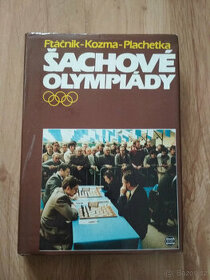 Ftáčnik-Kozma-Plachetka
ŠACHOVÉ
OLYMPIÁDY